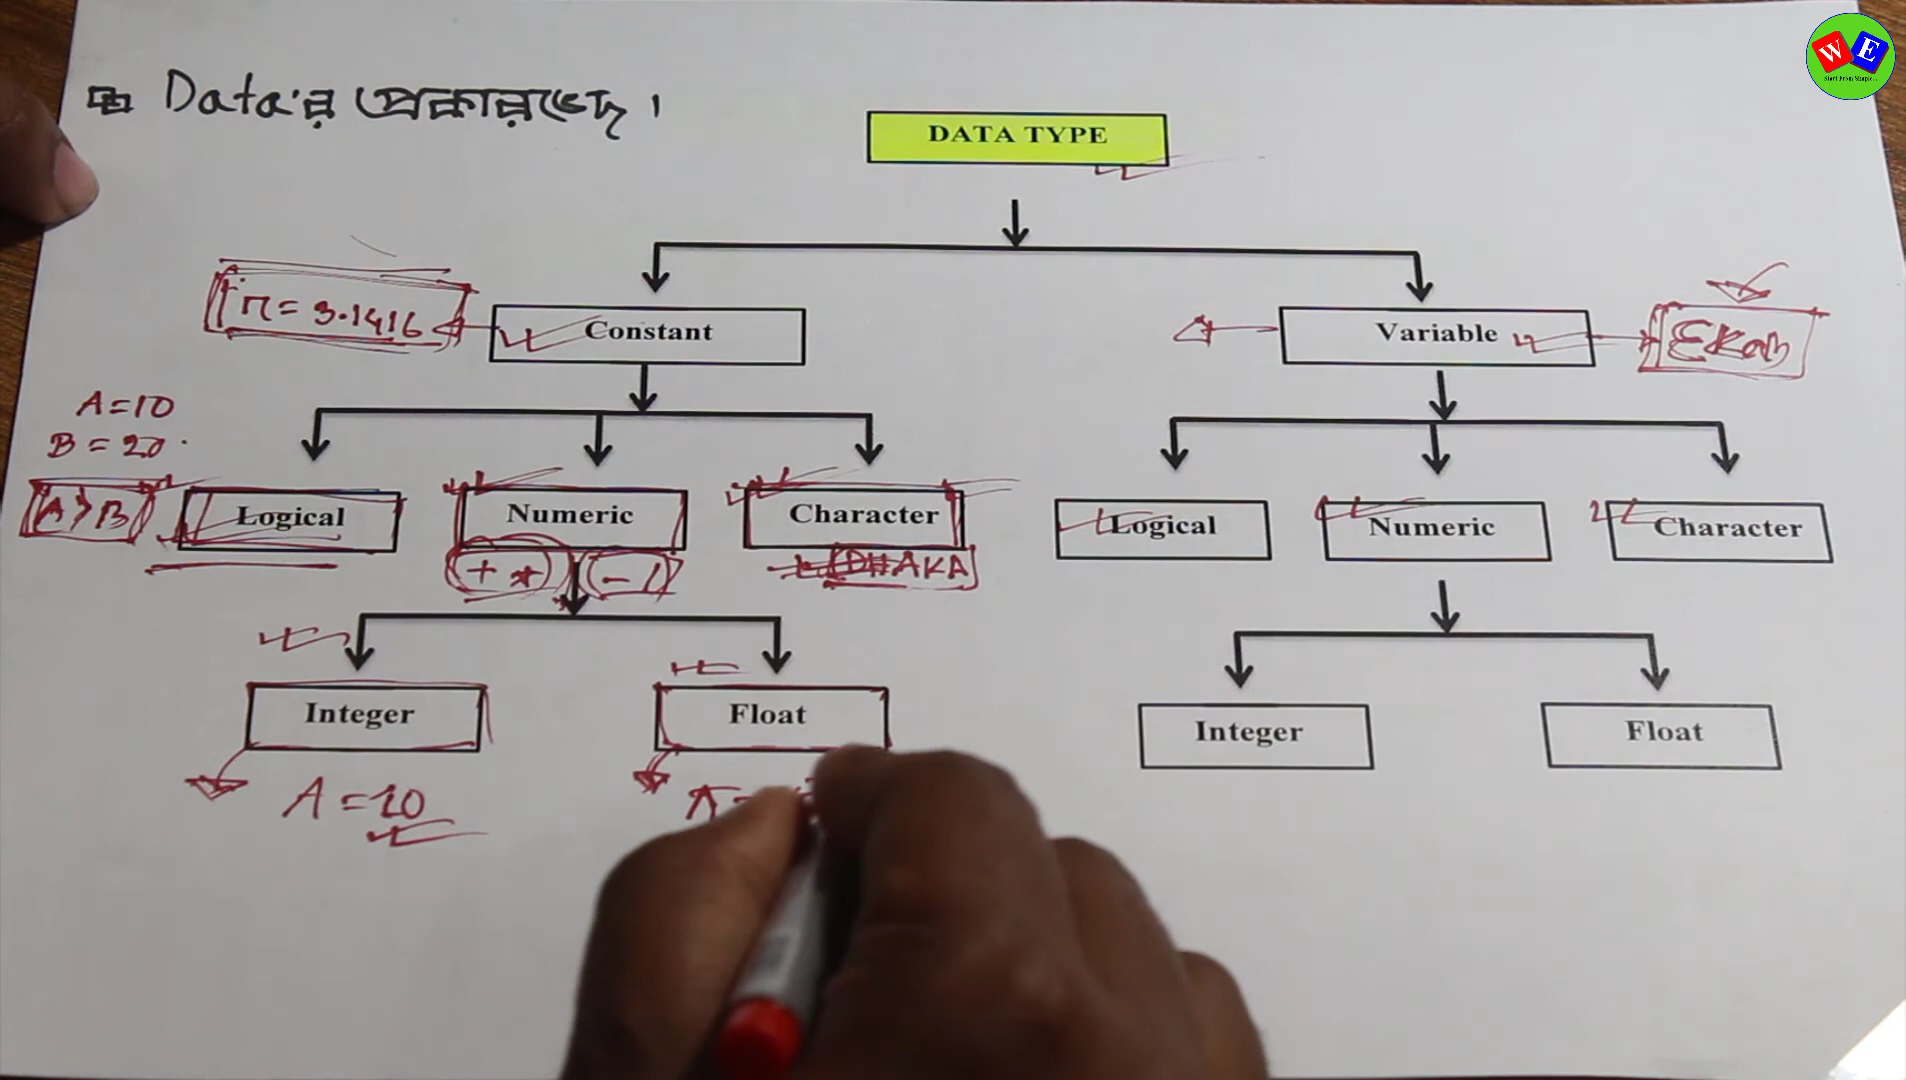 Data'র প্রকারভেদ।
DATA TYPE
π = 3.1416
Constant
Variable
A = 10
B = 20
A > B
Logical
Numeric
Character
Logical
Numeric
Character
+ *
- /
DHAKA
Integer
Float
Integer
Float
A = 10
π =
W E